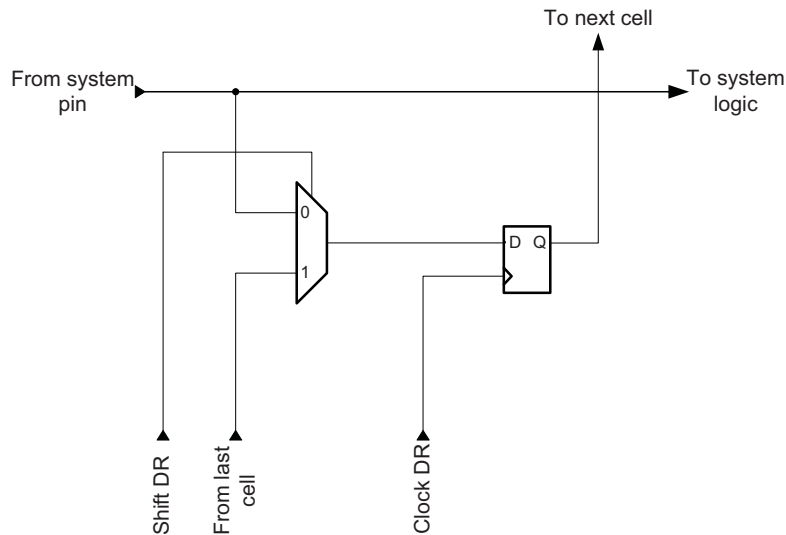 To next cell
From system
pin
To system
logic
0
1
D Q
Shift DR
From last
cell
Clock DR